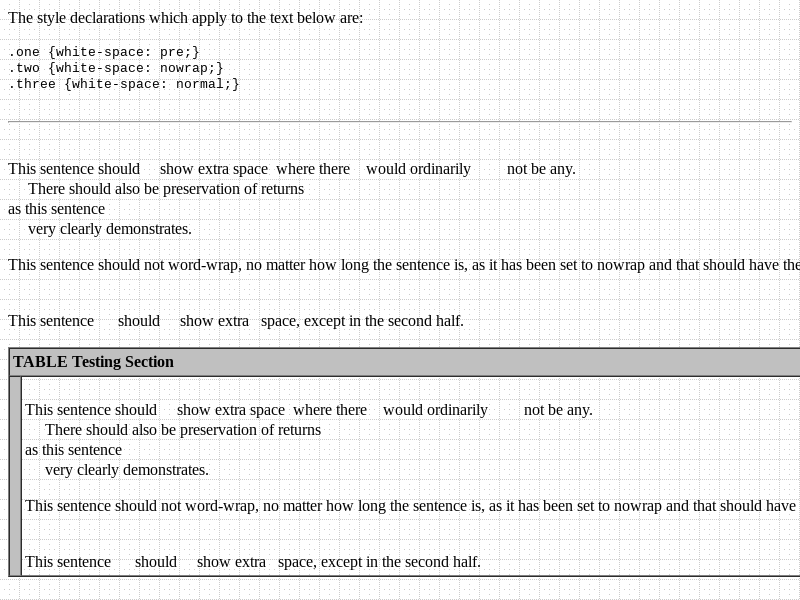 The style declarations which apply to the text below are:
.one {white-space: pre;}
.two {white-space: nowrap;}
.three {white-space: normal;}
This sentence should     show extra space  where there    would ordinarily         not be any.
     There should also be preservation of returns
as this sentence
     very clearly demonstrates.
This sentence should not word-wrap, no matter how long the sentence is, as it has been set to nowrap and that should have the
This sentence      should     show extra   space, except in the second half.
TABLE Testing Section
This sentence should     show extra space  where there    would ordinarily         not be any.
     There should also be preservation of returns
as this sentence
     very clearly demonstrates.
This sentence should not word-wrap, no matter how long the sentence is, as it has been set to nowrap and that should have
This sentence      should     show extra   space, except in the second half.